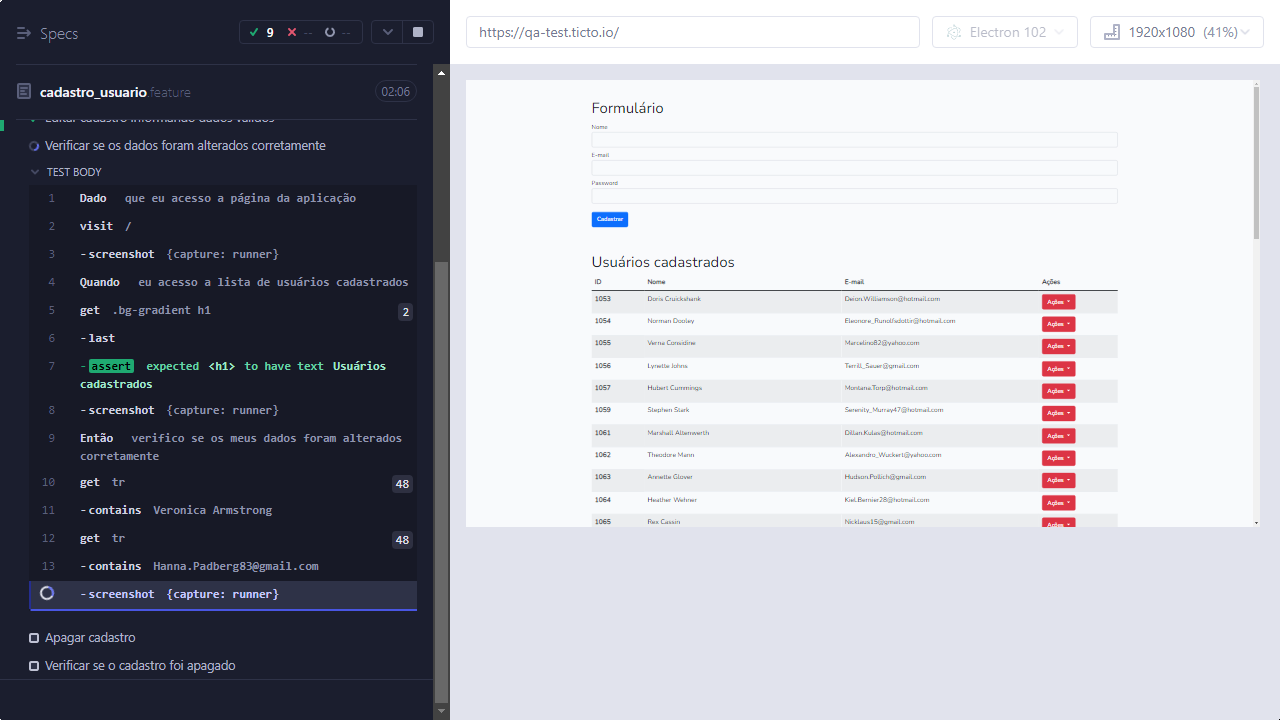 Specs
9
--
--
cadastro_usuario.feature
02:06
Editar cadastro informando dados válidos
Verificar se os dados foram alterados corretamente
TEST BODY
1 Dado que eu acesso a página da aplicação
2 visit /
3 -screenshot {capture: runner}
4 Quando eu acesso a lista de usuários cadastrados
5 get .bg-gradient h1 2
6 -last
7 -assert expected <h1> to have text Usuários
cadastrados
8 -screenshot {capture: runner}
9 Então verifico se os meus dados foram alterados
corretamente
10 get tr 48
11 -contains Veronica Armstrong
12 get tr 48
13 -contains Hanna.Padberg83@gmail.com
-screenshot {capture: runner}
Apagar cadastro
Verificar se o cadastro foi apagado
https://qa-test.ticto.io/
Electron 102
1920x1080 (41%)
Formulário
Nome
E-mail
Password
Cadastrar
Usuários cadastrados
ID Nome E-mail Ações
1053 Doris Cruickshank Deron.Williamson@hotmail.com Ações
1054 Norman Dooley Eleonore_Runolfsdottir@hotmail.com Ações
1055 Verna Considine Marcelino82@yahoo.com Ações
1056 Lynette Johns Terrill_Sauer@gmail.com Ações
1057 Hubert Cummings Montana.Torp@hotmail.com Ações
1059 Stephen Stark Serenity_Murray47@hotmail.com Ações
1061 Marshall Altenwerth Dillan.Kulas@hotmail.com Ações
1062 Theodore Mann Alexandro_Wuckert@yahoo.com Ações
1063 Annette Glover Hudson.Pollich@gmail.com Ações
1064 Heather Wehner Kiel.Bernier28@hotmail.com Ações
1065 Rex Cassin Nicklaus15@gmail.com Ações